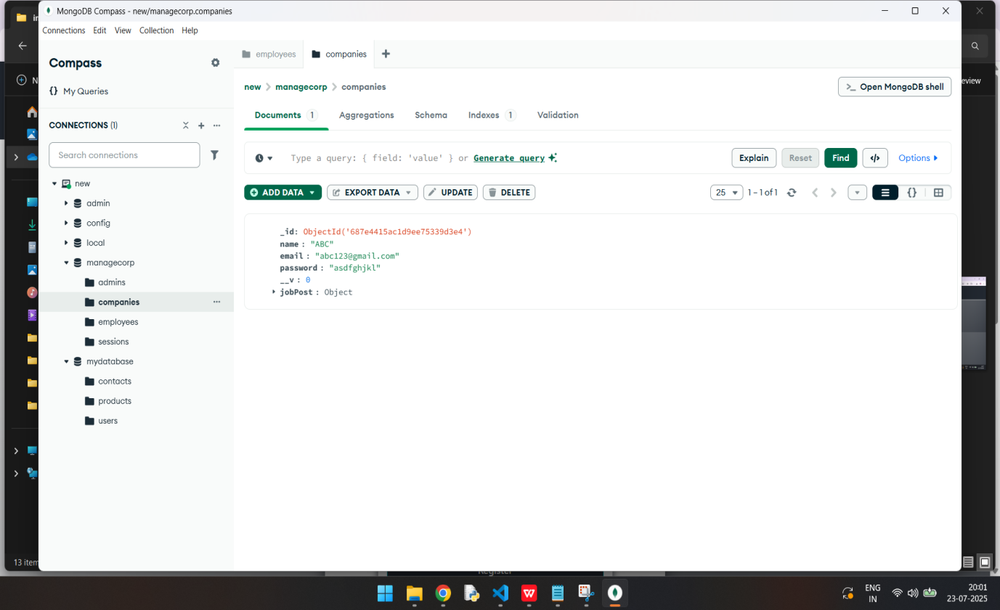 in
MongoDB Compass - new/managecorp.companies
Connections Edit View Collection Help
Compass
My Queries
CONNECTIONS (1)
Search connections
new
admin
config
local
managecorp
admins
companies
employees
sessions
mydatabase
contacts
products
users
employees companies
new > managecorp > companies
>_ Open MongoDB shell
Documents 1 Aggregations Schema Indexes 1 Validation
Type a query: { field: 'value' } or Generate query
Explain Reset Find </> Options
ADD DATA EXPORT DATA UPDATE DELETE
25 1 – 1 of 1 {}
_id: ObjectId('687e4415ac1d9ee75339d3e4')
name : "ABC"
email : "abc123@gmail.com"
password : "asdfghjkl"
__v : 0
jobPost : Object
N
eview
13 item
Register
W
ENG
IN
20:01
23-07-2025